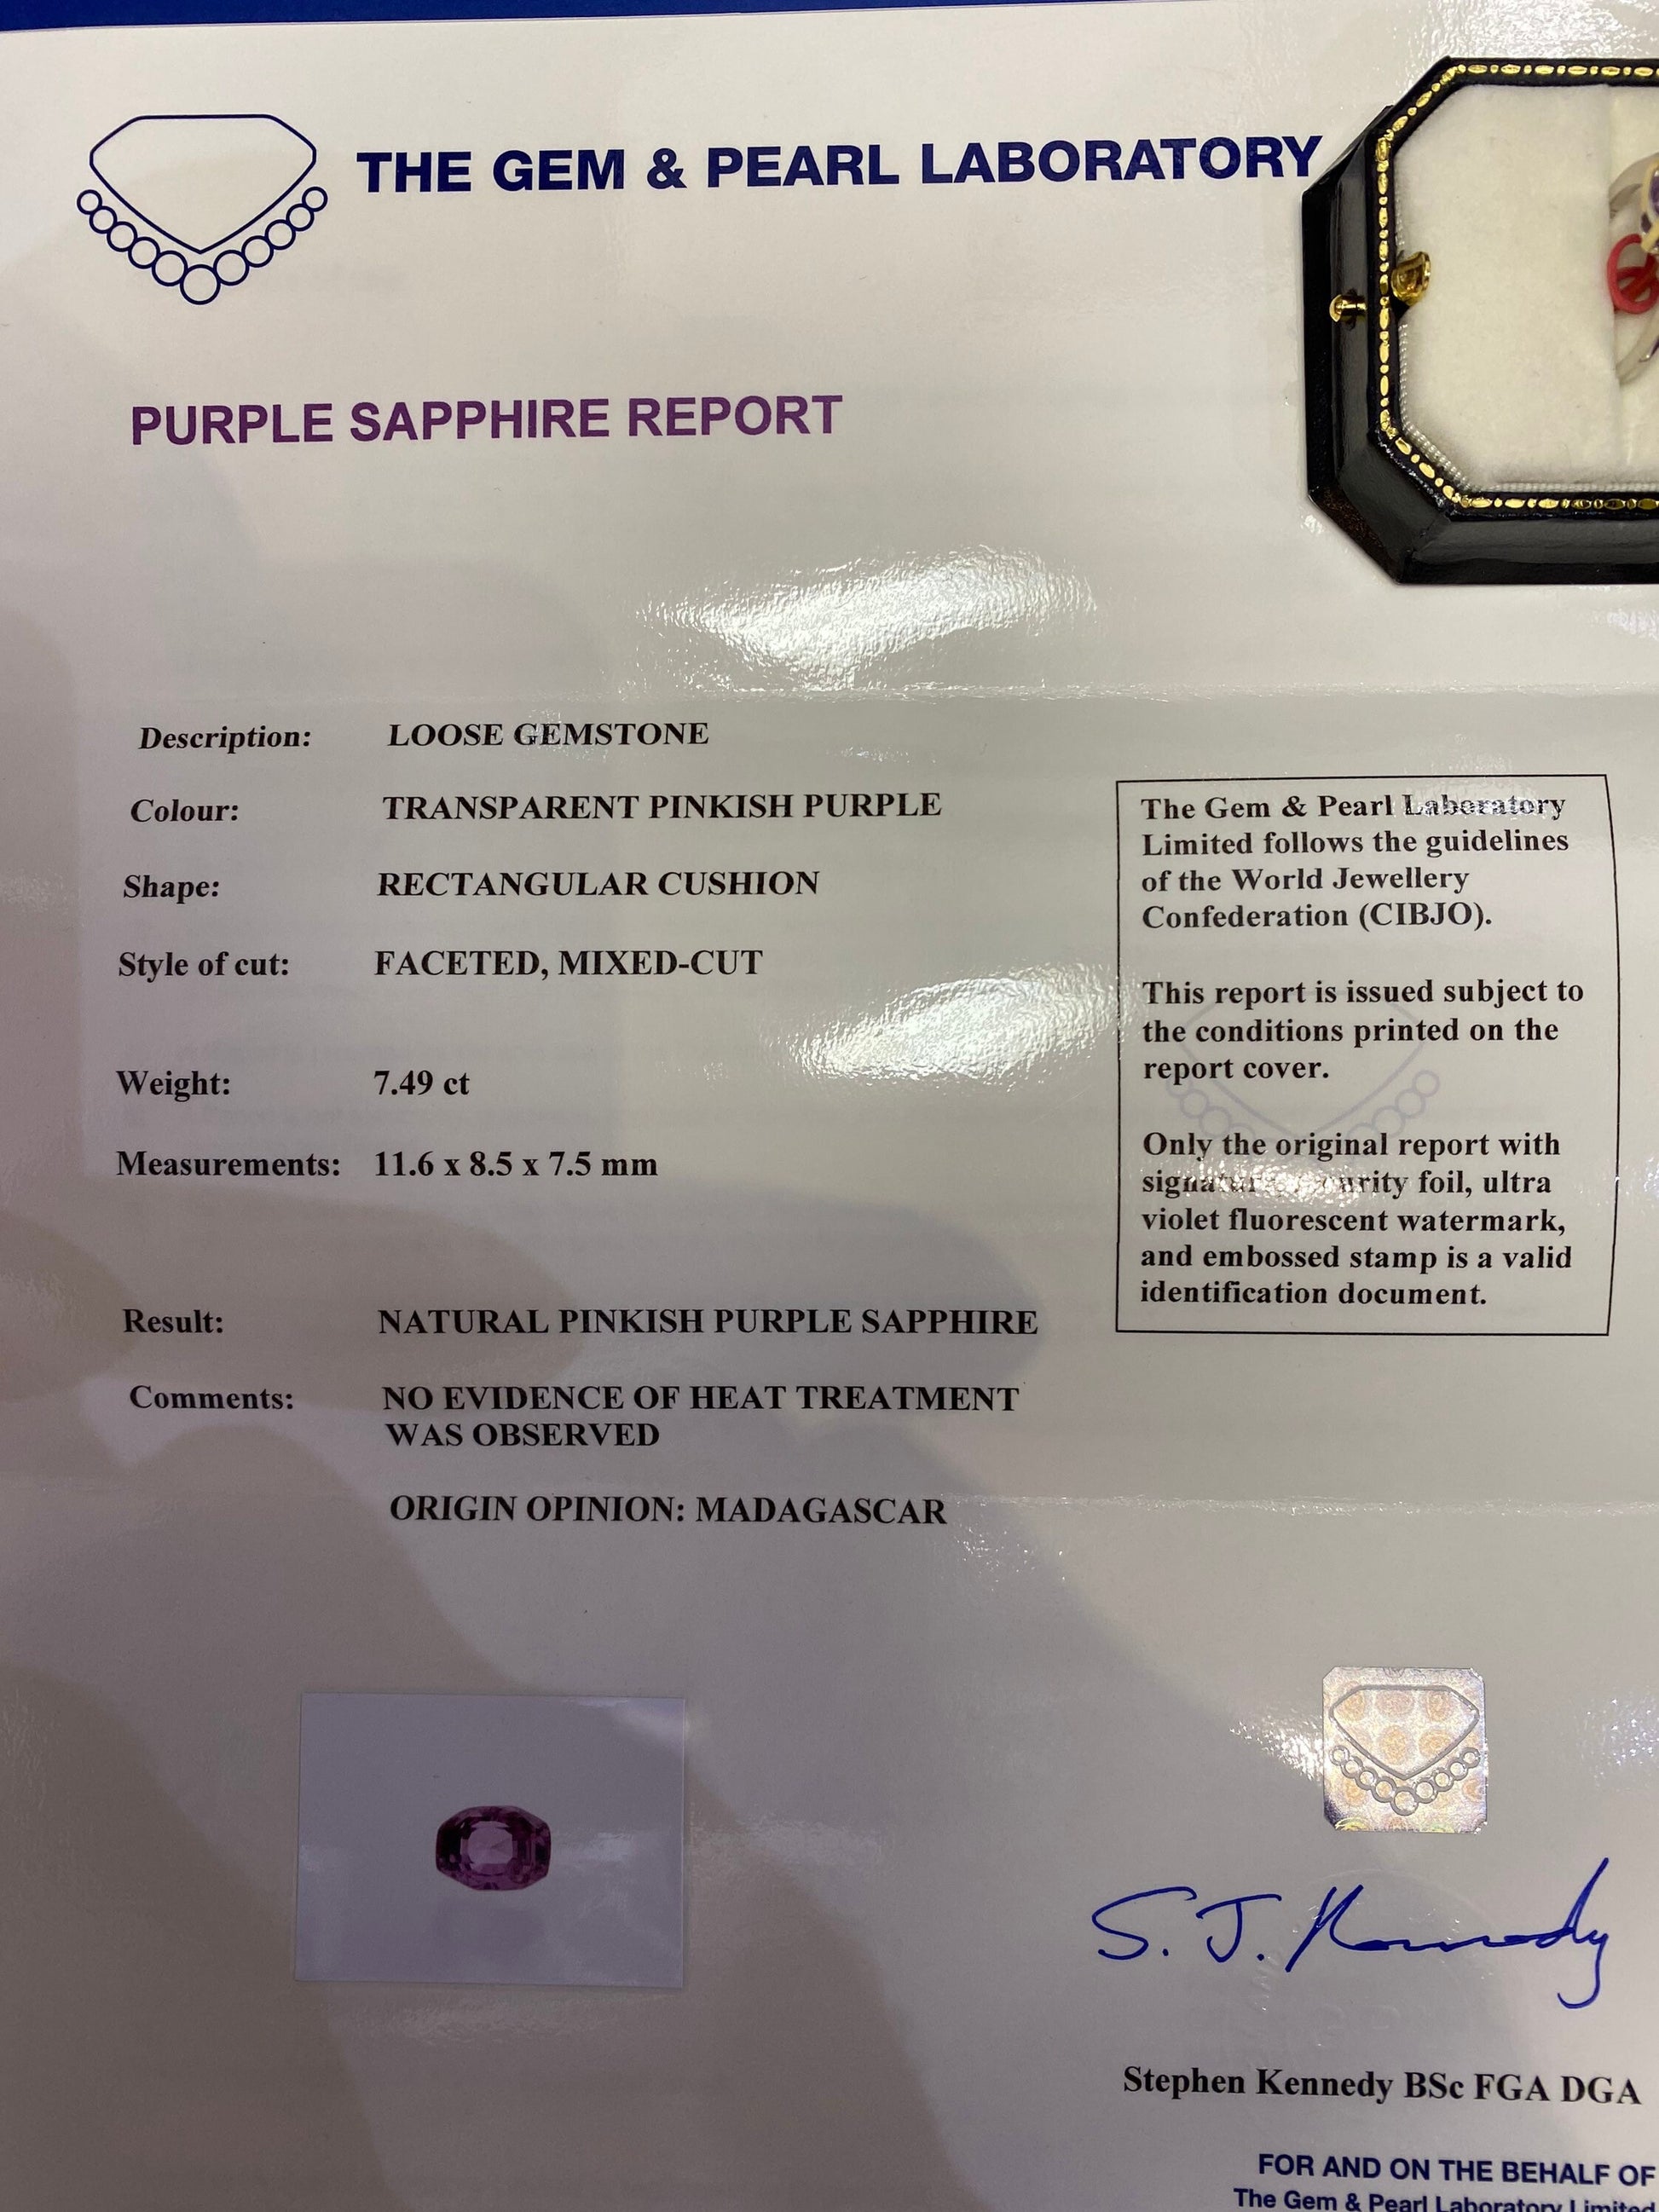 THE GEM & PEARL LABORATORY
PURPLE SAPPHIRE REPORT
Description: LOOSE GEMSTONE
Colour: TRANSPARENT PINKISH PURPLE
Shape: RECTANGULAR CUSHION
Style of cut: FACETED, MIXED-CUT
Weight: 7.49 ct
Measurements: 11.6 x 8.5 x 7.5 mm
Result: NATURAL PINKISH PURPLE SAPPHIRE
Comments: NO EVIDENCE OF HEAT TREATMENT
WAS OBSERVED
ORIGIN OPINION: MADAGASCAR
The Gem & Pearl Laboratory
Limited follows the guidelines
of the World Jewellery
Confederation (CIBJO).
This report is issued subject to
the conditions printed on the
report cover.
Only the original report with
signature, security foil, ultra
violet fluorescent watermark,
and embossed stamp is a valid
identification document.
S. J. Kennedy
Stephen Kennedy BSc FGA DGA
FOR AND ON THE BEHALF OF
The Gem & Pearl Laboratory Limited